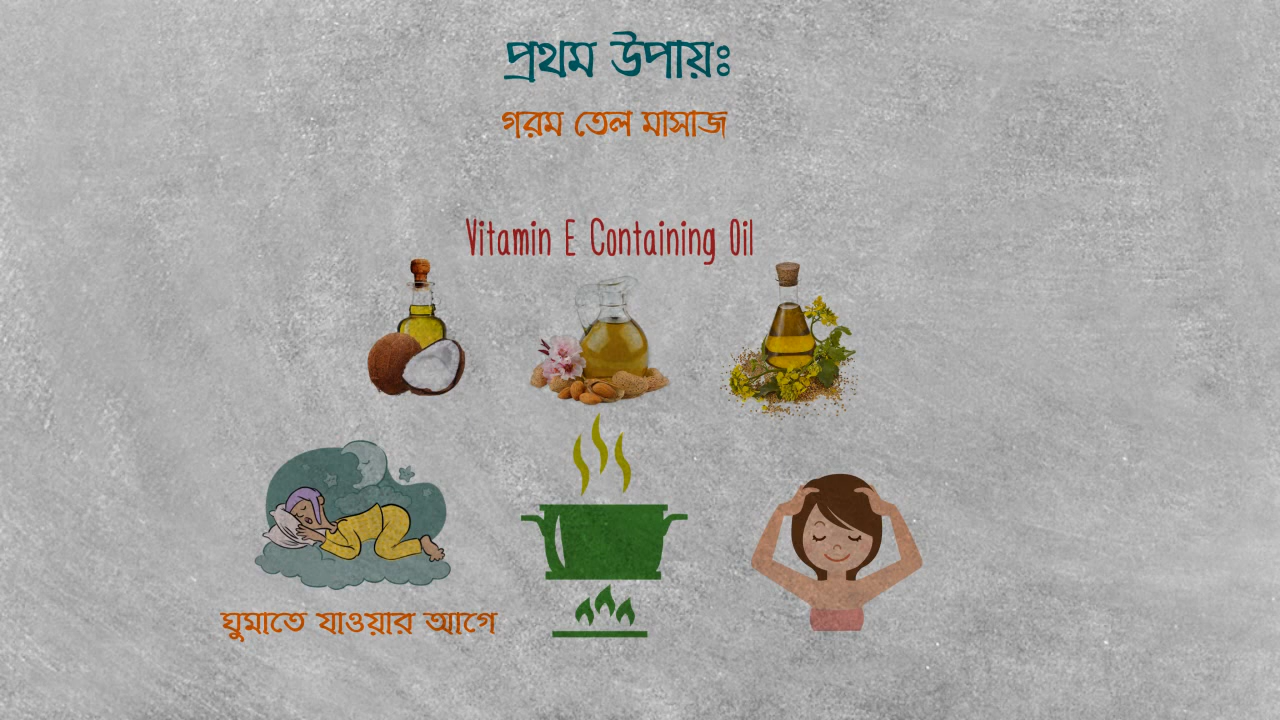 প্রথম উপায়ঃ
গরম তেল মাসাজ
Vitamin E Containing Oil
ঘুমাতে যাওয়ার আগে